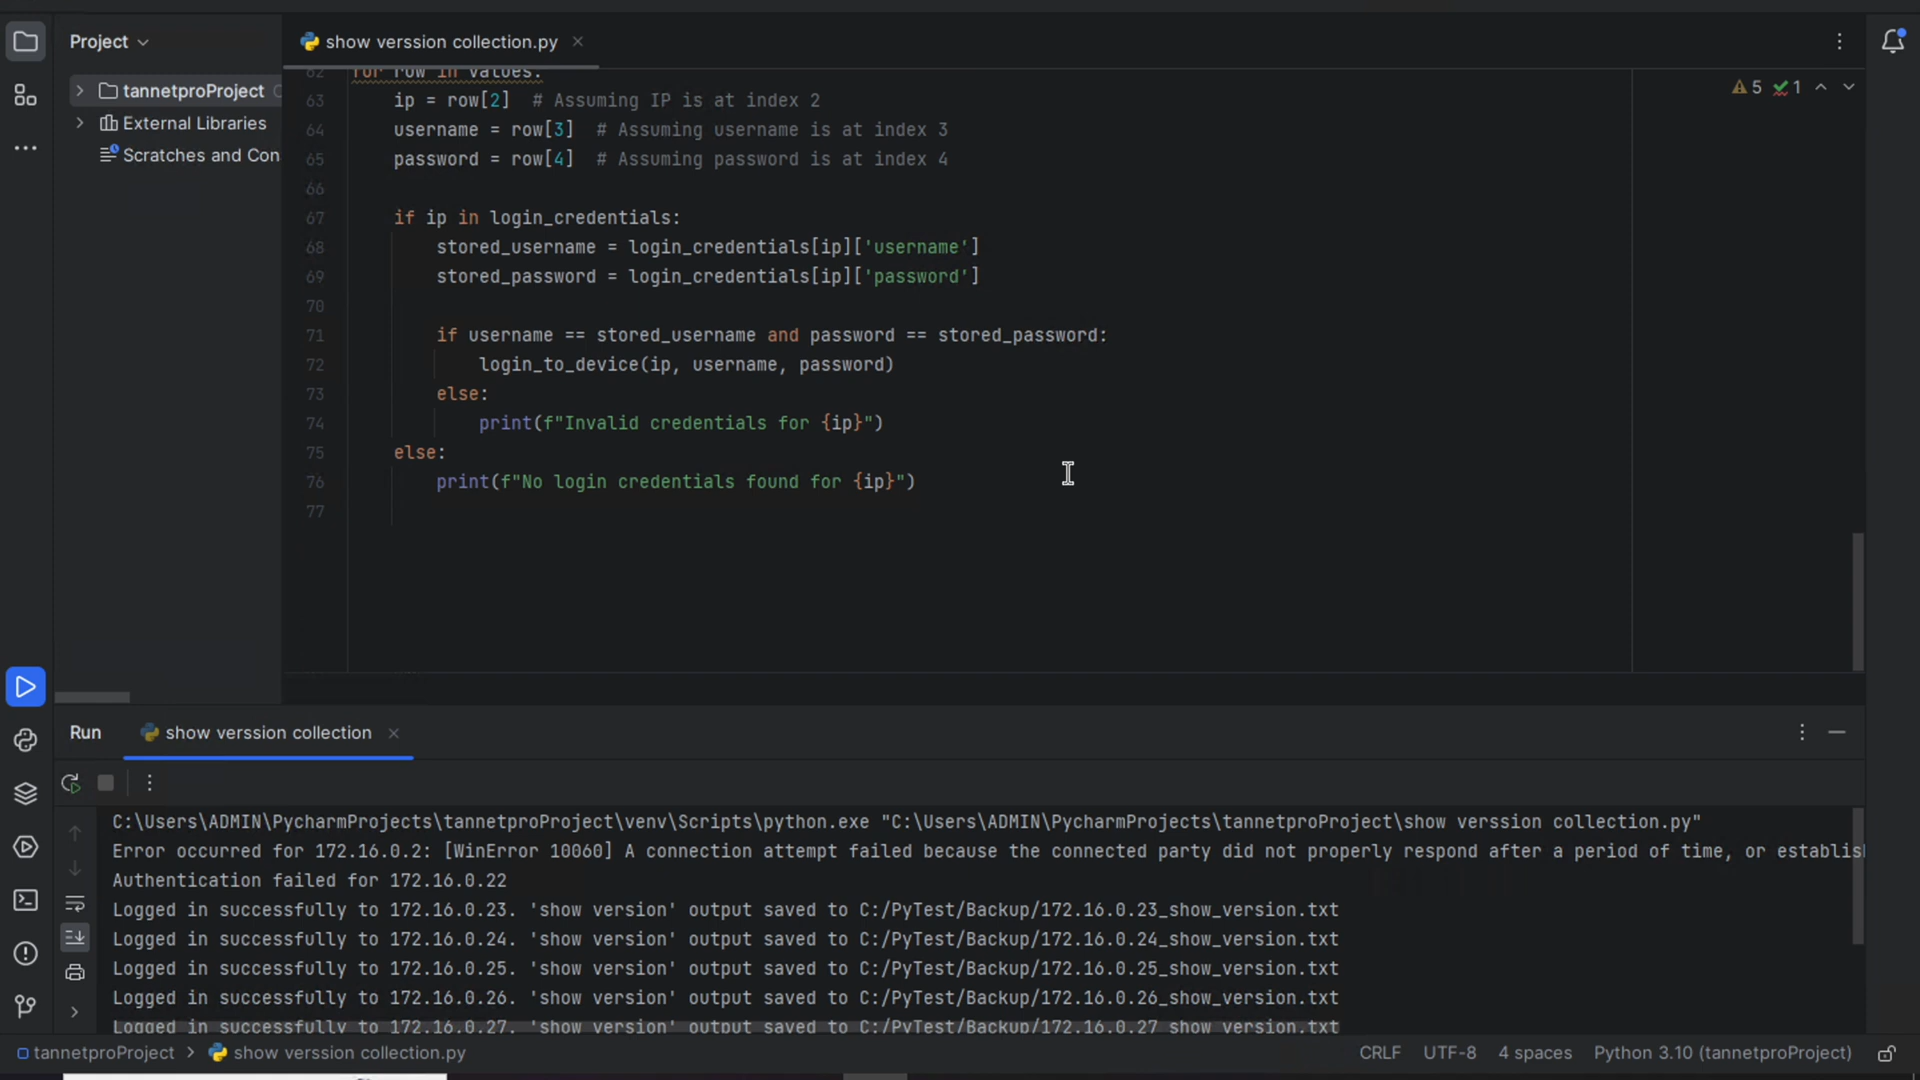 Project
show verssion collection.py
tannetproProject
External Libraries
Scratches and Con
5 1
62 for row in values:
63 ip = row[2]  # Assuming IP is at index 2
64 username = row[3]  # Assuming username is at index 3
65 password = row[4]  # Assuming password is at index 4
66
67 if ip in login_credentials:
68 stored_username = login_credentials[ip]['username']
69 stored_password = login_credentials[ip]['password']
70
71 if username == stored_username and password == stored_password:
72 login_to_device(ip, username, password)
73 else:
74 print(f"Invalid credentials for {ip}")
75 else:
76 print(f"No login credentials found for {ip}")
77
Run
show verssion collection
C:\Users\ADMIN\PycharmProjects\tannetproProject\venv\Scripts\python.exe "C:\Users\ADMIN\PycharmProjects\tannetproProject\show verssion collection.py"
Error occurred for 172.16.0.2: [WinError 10060] A connection attempt failed because the connected party did not properly respond after a period of time, or establis
Authentication failed for 172.16.0.22
Logged in successfully to 172.16.0.23. 'show version' output saved to C:/PyTest/Backup/172.16.0.23_show_version.txt
Logged in successfully to 172.16.0.24. 'show version' output saved to C:/PyTest/Backup/172.16.0.24_show_version.txt
Logged in successfully to 172.16.0.25. 'show version' output saved to C:/PyTest/Backup/172.16.0.25_show_version.txt
Logged in successfully to 172.16.0.26. 'show version' output saved to C:/PyTest/Backup/172.16.0.26_show_version.txt
Logged in successfully to 172.16.0.27. 'show version' output saved to C:/PyTest/Backup/172.16.0.27_show_version.txt
tannetproProject > show verssion collection.py
CRLF UTF-8 4 spaces Python 3.10 (tannetproProject)